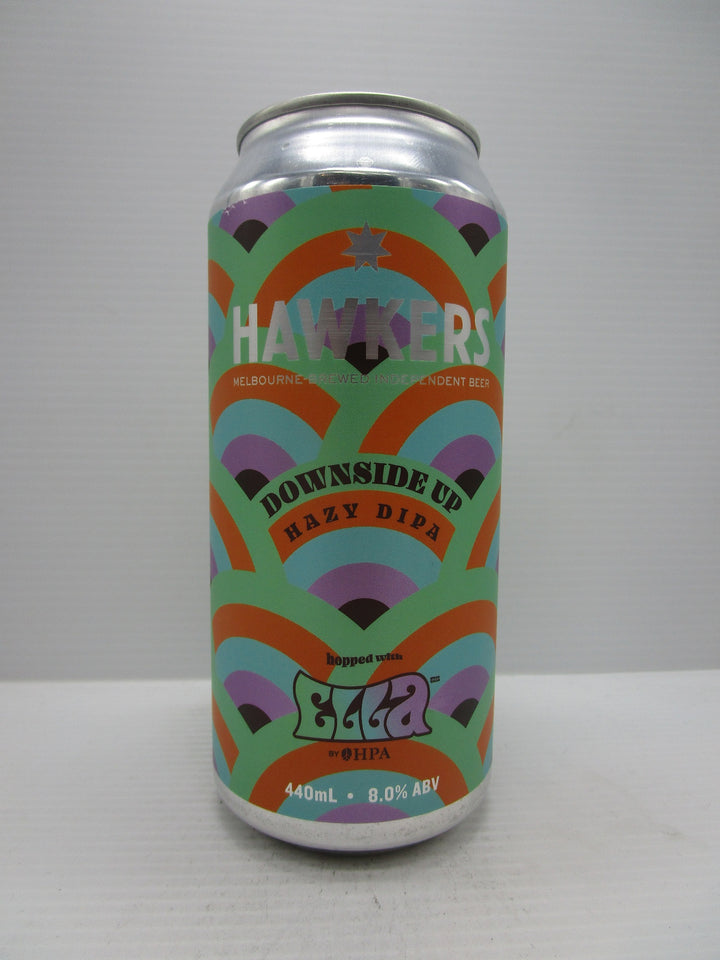 HAWKERS
MELBOURNE-BREWED INDEPENDENT BEER
DOWNSIDE UP
HAZY DIPA
hopped with
ELLA
BY HPA
440mL • 8.0% ABV